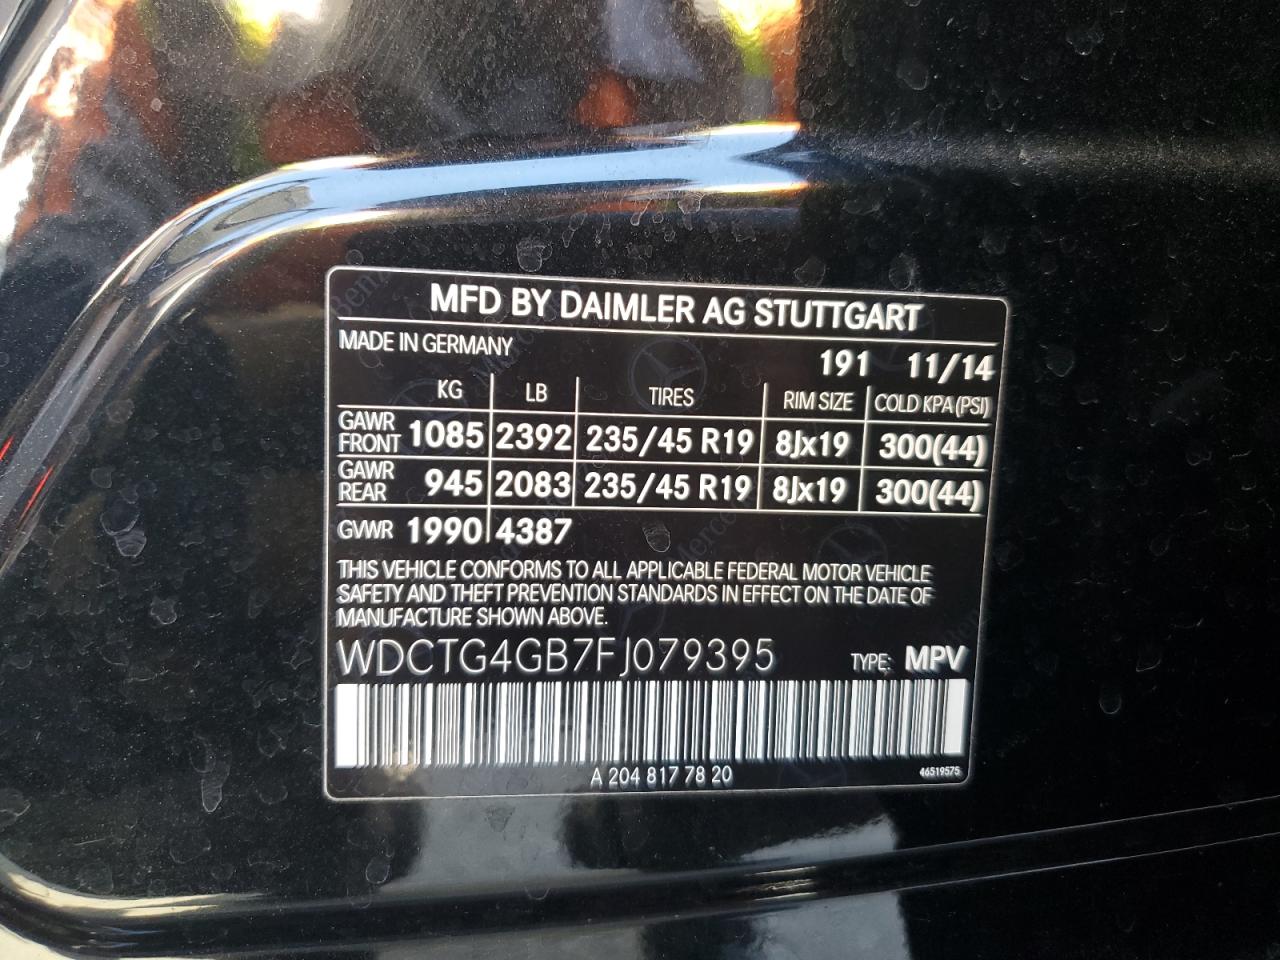 MFD BY DAIMLER AG STUTTGART
MADE IN GERMANY 191 11/14
KG LB TIRES RIM SIZE COLD KPA (PSI)
GAWR FRONT 1085 2392 235/45 R19 8Jx19 300(44)
GAWR REAR 945 2083 235/45 R19 8Jx19 300(44)
GVWR 1990 4387
THIS VEHICLE CONFORMS TO ALL APPLICABLE FEDERAL MOTOR VEHICLE
SAFETY AND THEFT PREVENTION STANDARDS IN EFFECT ON THE DATE OF
MANUFACTURE SHOWN ABOVE.
WDCTG4GB7FJ079395 TYPE: MPV
A 204 817 78 20 46519575